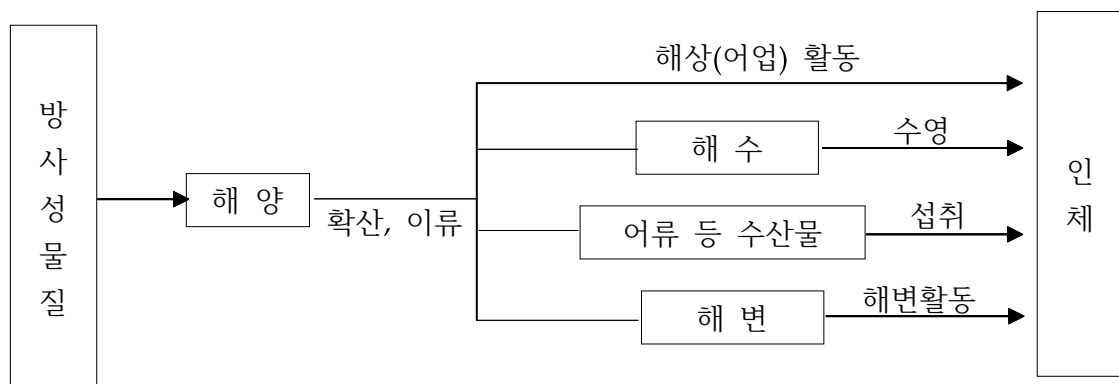 방사성물질
해 양
확산, 이류
해상(어업) 활동
해 수
수영
어류 등 수산물
섭취
해 변
해변활동
인체